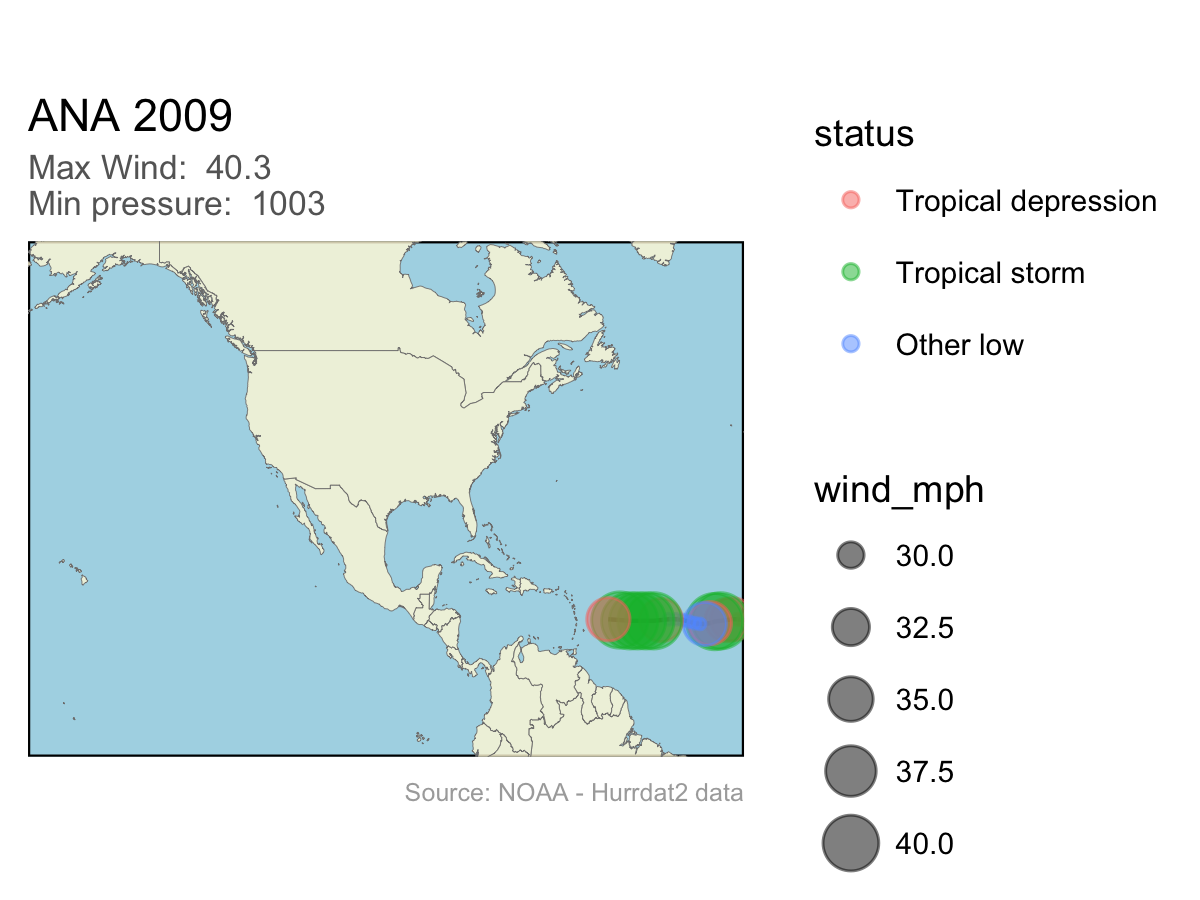 ANA 2009
Max Wind:  40.3
Min pressure:  1003
status
Tropical depression
Tropical storm
Other low
wind_mph
30.0
32.5
35.0
37.5
40.0
Source: NOAA - Hurrdat2 data